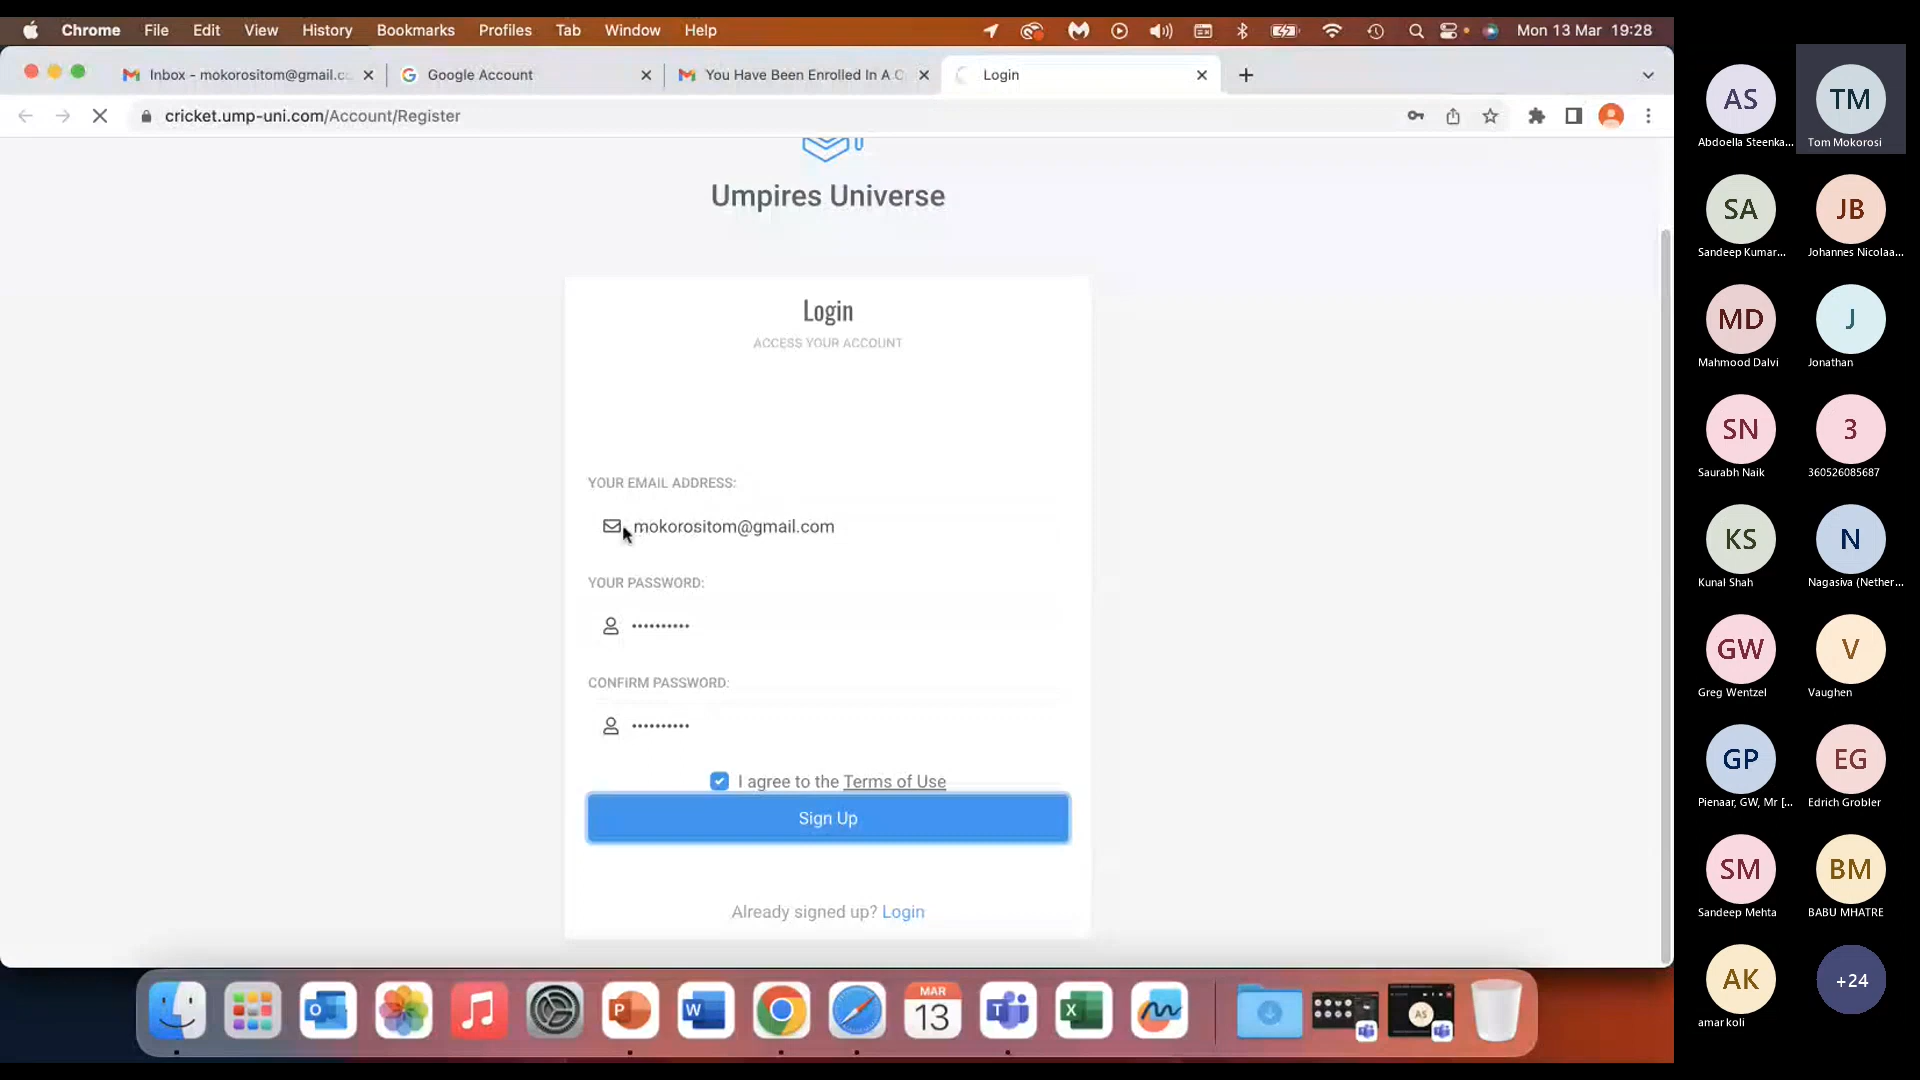 Chrome File Edit View History Bookmarks Profiles Tab Window Help Mon 13 Mar 19:28
Inbox - mokorositom@gmail.c Google Account You Have Been Enrolled In A C Login
cricket.ump-uni.com/Account/Register
U
Umpires Universe
Login
ACCESS YOUR ACCOUNT
YOUR EMAIL ADDRESS:
mokorositom@gmail.com
YOUR PASSWORD:
••••••••••
CONFIRM PASSWORD:
••••••••••
I agree to the Terms of Use
Sign Up
Already signed up? Login
MAR
13
AS
AS TM
Abdoella Steenka... Tom Mokorosi
SA JB
Sandeep Kumar... Johannes Nicolaa...
MD J
Mahmood Dalvi Jonathan
SN 3
Saurabh Naik 360526085687
KS N
Kunal Shah Nagasiva (Nether...
GW V
Greg Wentzel Vaughen
GP EG
Pienaar, GW, Mr [... Edrich Grobler
SM BM
Sandeep Mehta BABU MHATRE
AK +24
amar koli